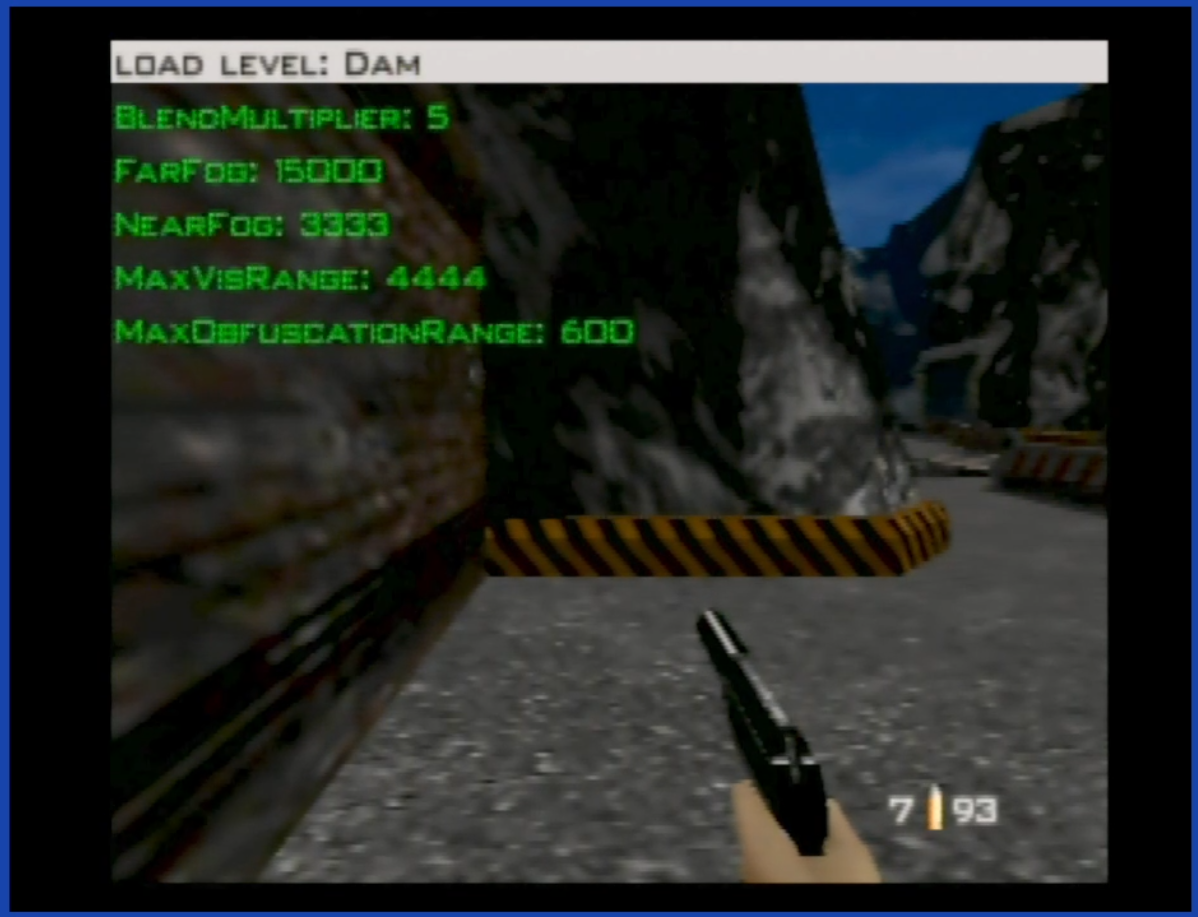 LOAD LEVEL: DAM
BLENDMULTIPLIER: 5
FARFOG: 15000
NEARFOG: 3333
MAXVISRANGE: 4444
MAXOBFUSCATIONRANGE: 600
7 93